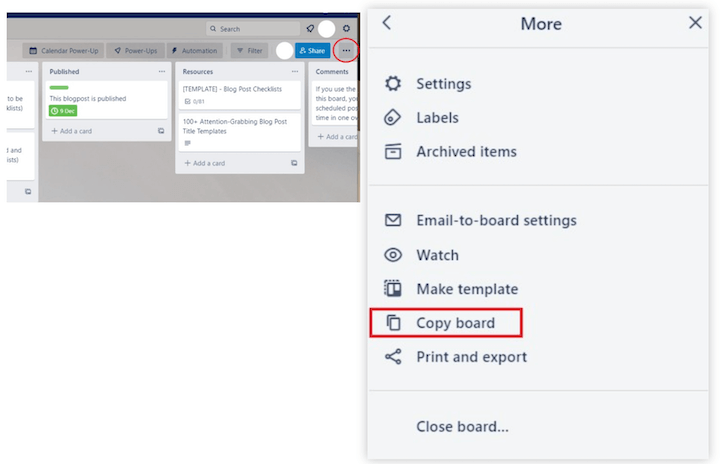 Search
Calendar Power-Up
Power-Ups
Automation
Filter
Share
Published
Resources
Comments
to be
klists)
This blogpost is published
9 Dec
+ Add a card
d and
lists)
[TEMPLATE] - Blog Post Checklists
0/81
100+ Attention-Grabbing Blog Post
Title Templates
+ Add a card
If you use the
this board, you
scheduled pos
time in one ov
+ Add a card
More
Settings
Labels
Archived items
Email-to-board settings
Watch
Make template
Copy board
Print and export
Close board...